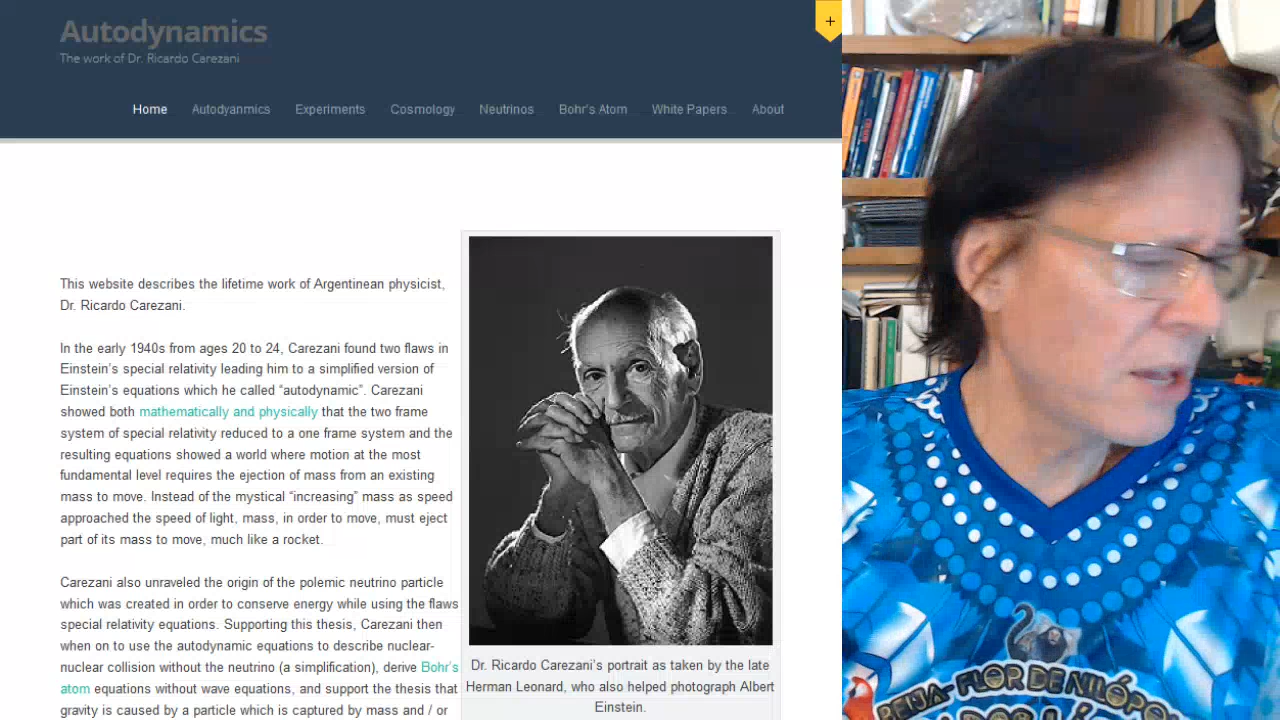 Autodynamics
The work of Dr. Ricardo Carezani
+
Home
Autodyanmics
Experiments
Cosmology
Neutrinos
Bohr's Atom
White Papers
About
This website describes the lifetime work of Argentinean physicist,
Dr. Ricardo Carezani.
In the early 1940s from ages 20 to 24, Carezani found two flaws in
Einstein's special relativity leading him to a simplified version of
Einstein's equations which he called “autodynamic”. Carezani
showed both mathematically and physically that the two frame
system of special relativity reduced to a one frame system and the
resulting equations showed a world where motion at the most
fundamental level requires the ejection of mass from an existing
mass to move. Instead of the mystical “increasing” mass as speed
approached the speed of light, mass, in order to move, must eject
part of its mass to move, much like a rocket.
Carezani also unraveled the origin of the polemic neutrino particle
which was created in order to conserve energy while using the flaws
special relativity equations. Supporting this thesis, Carezani then
when on to use the autodynamic equations to describe nuclear-
nuclear collision without the neutrino (a simplification), derive Bohr's
atom equations without wave equations, and support the thesis that
gravity is caused by a particle which is captured by mass and / or
Dr. Ricardo Carezani's portrait as taken by the late
Herman Leonard, who also helped photograph Albert
Einstein.
BEIJA-FLOR DE NILÓPO